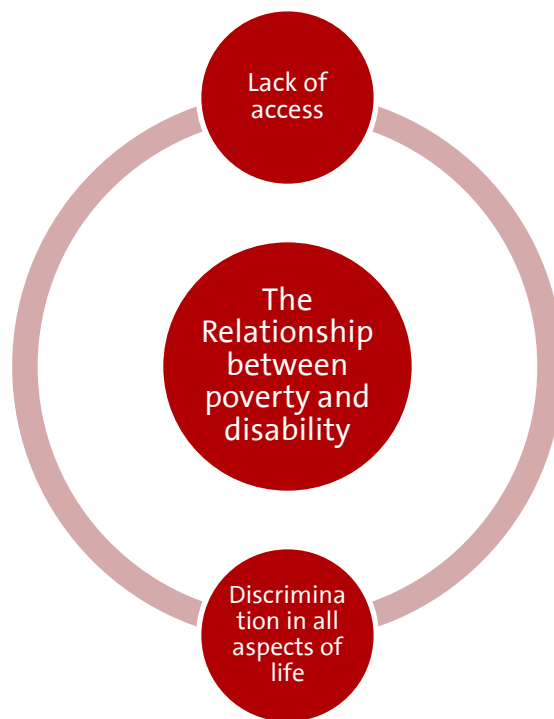 Lack of
access
The
Relationship
between
poverty and
disability
Discrimina
tion in all
aspects of
life